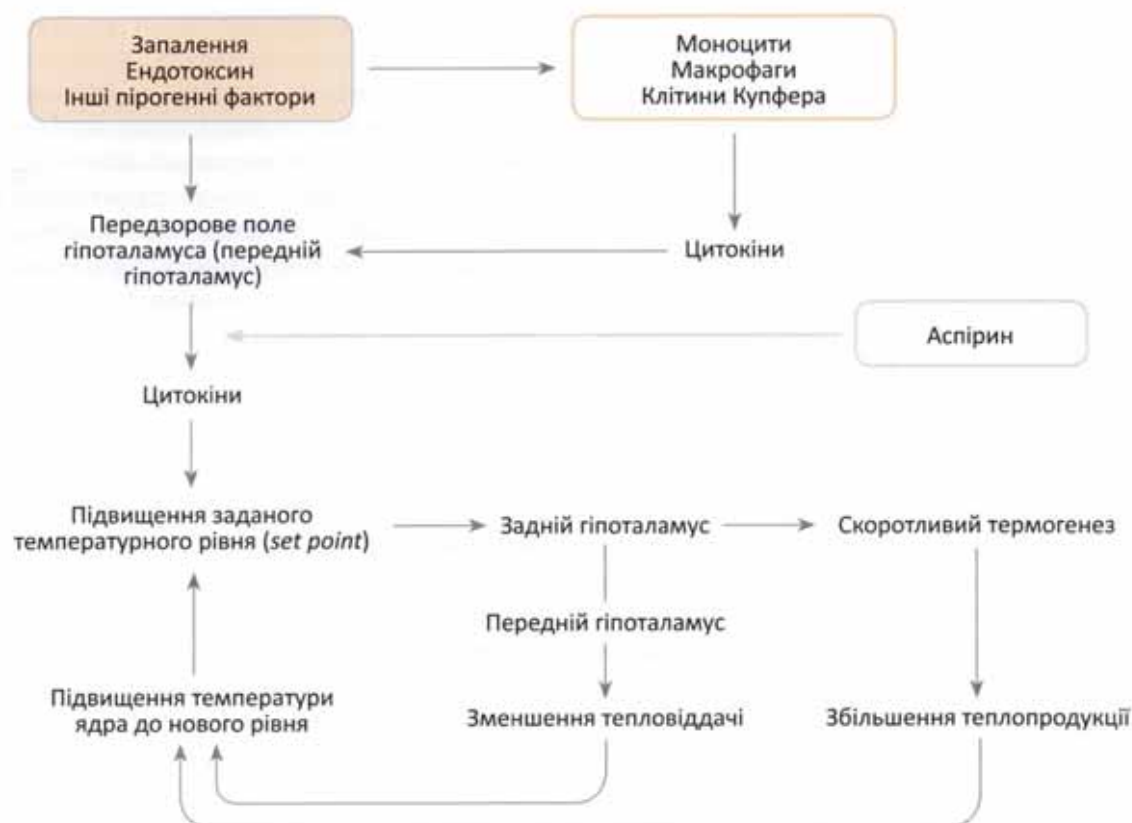 Запалення
Ендотоксин
Інші пірогенні фактори
Моноцити
Макрофаги
Клітини Купфера
Передзорове поле
гіпоталамуса (передній
гіпоталамус)
Цитокіни
Аспірин
Цитокіни
Підвищення заданого
температурного рівня (set point)
Задній гіпоталамус
Скоротливий термогенез
Передній гіпоталамус
Підвищення температури
ядра до нового рівня
Зменшення тепловіддачі
Збільшення теплопродукції